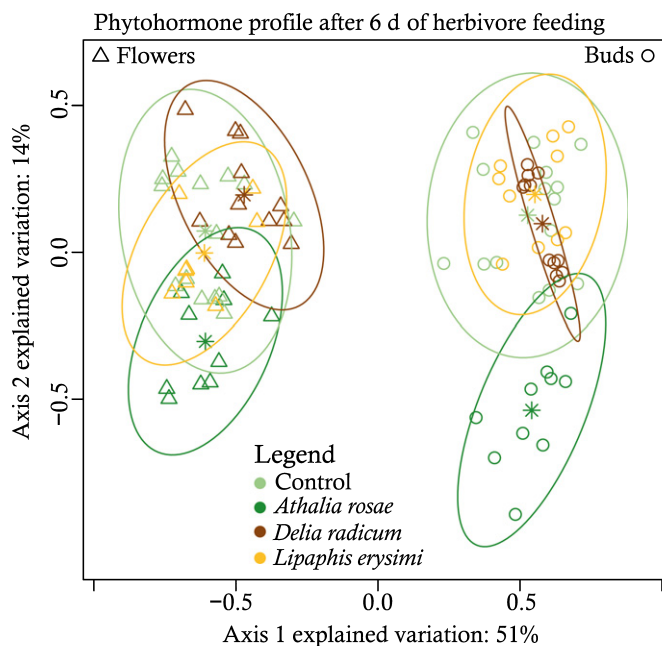 Phytohormone profile after 6 d of herbivore feeding
Flowers
Buds
0.5
0.0
−0.5
Axis 2 explained variation: 14%
Legend
Control
Athalia rosae
Delia radicum
Lipaphis erysimi
−0.5
0.0
0.5
Axis 1 explained variation: 51%